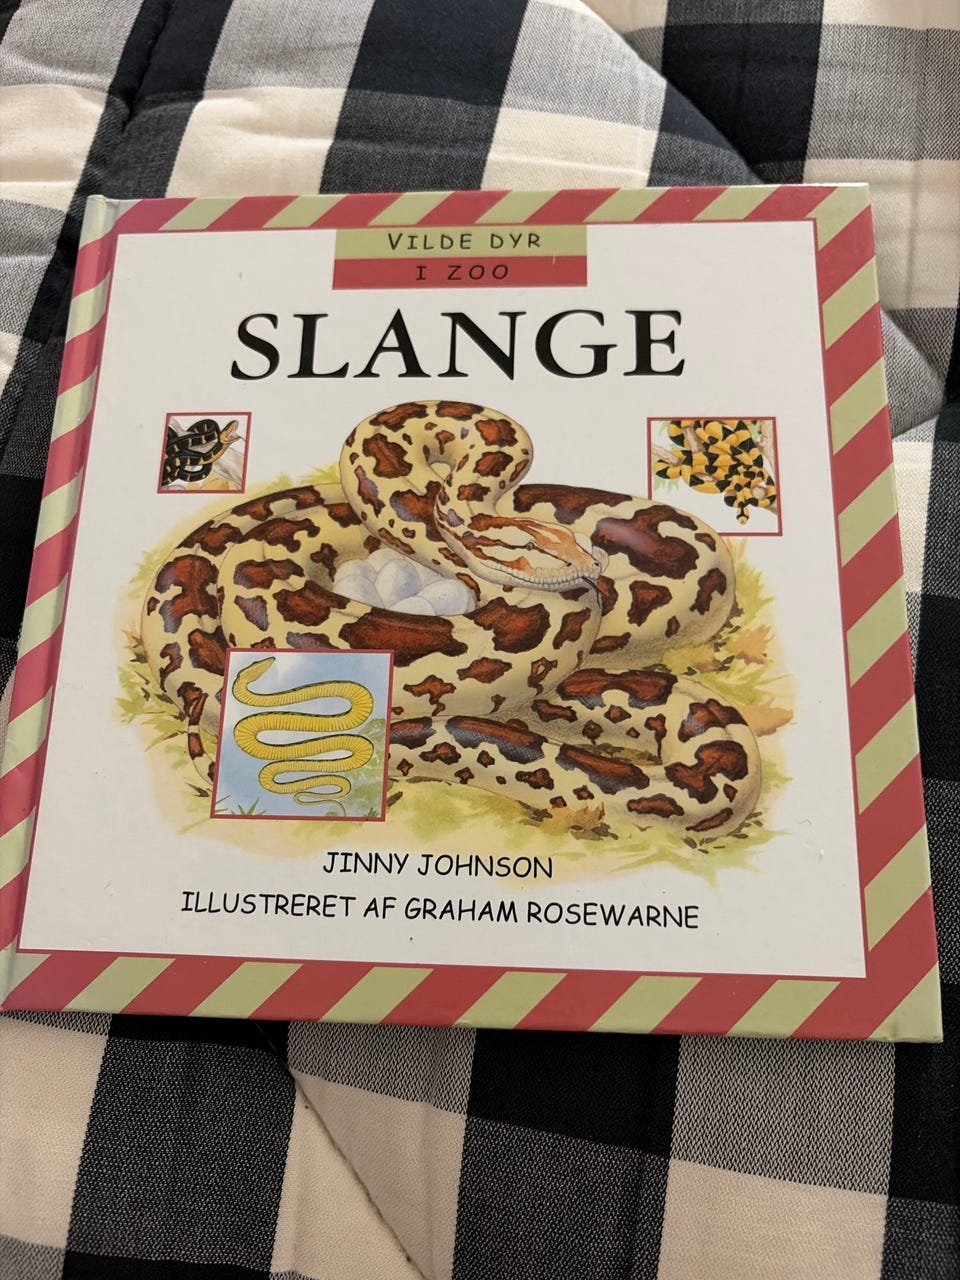 VILDE DYR
I ZOO
SLANGE
JINNY JOHNSON
ILLUSTRERET AF GRAHAM ROSEWARNE